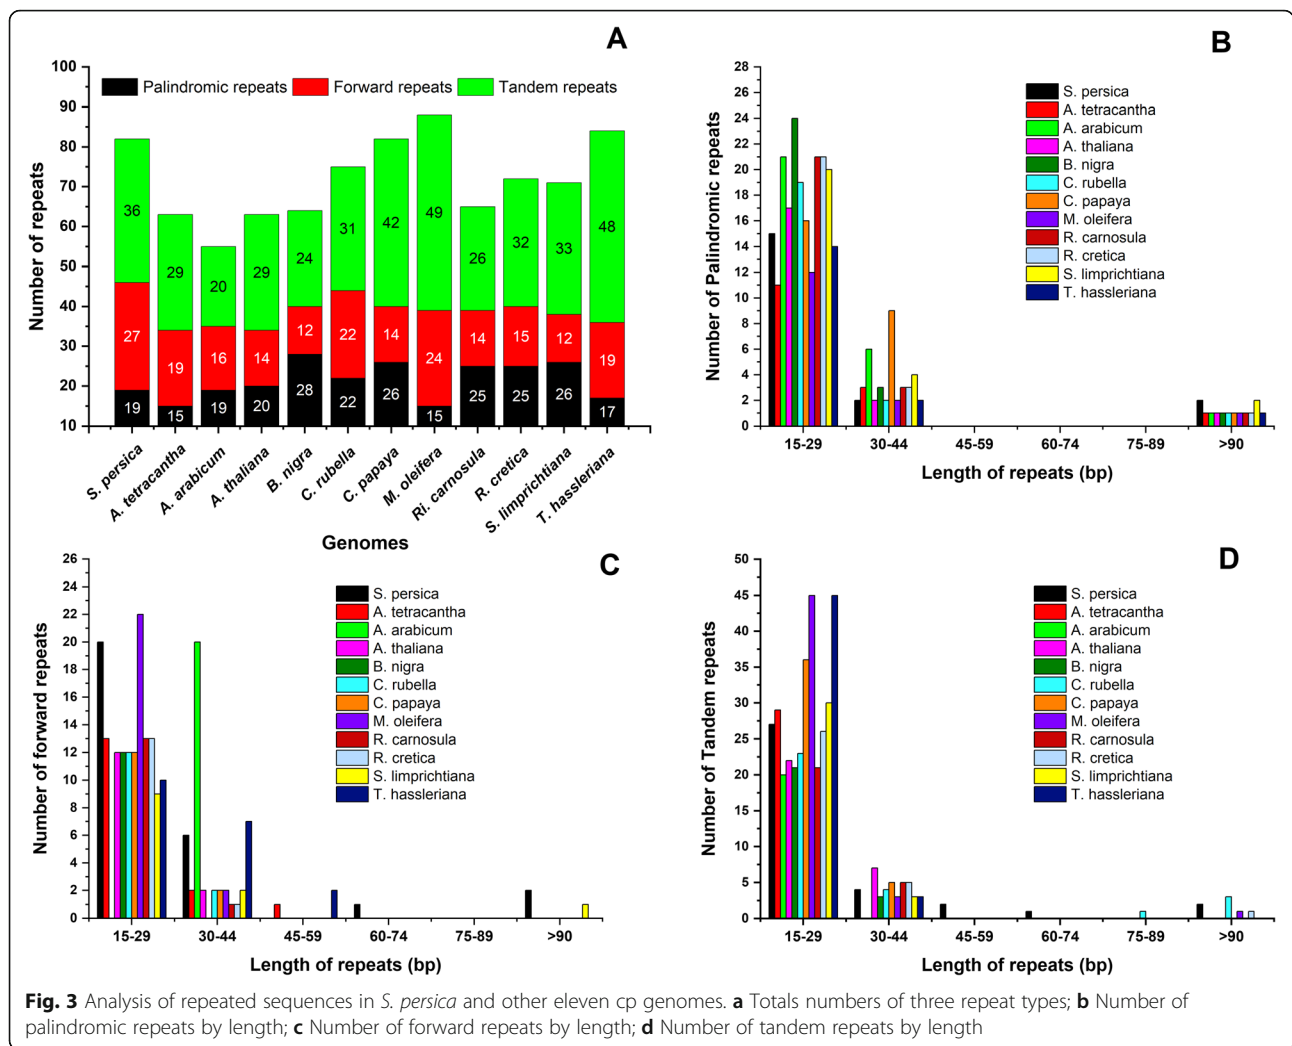 A
Number of repeats
100
90
80
70
60
50
40
30
20
10
Palindromic repeats Forward repeats Tandem repeats
36 29 20 29 24 31 42 49 26 32 33 48
27 19 16 14 12 22 14 24 14 15 12 19
19 15 19 20 28 22 26 15 25 25 26 17
S. persica
A. tetracantha
A. arabicum
A. thaliana
B. nigra
C. rubella
C. papaya
M. oleifera
Ri. carnosula
R. cretica
S. limprichtiana
T. hassleriana
Genomes
B
Number of Palindromic repeats
28
26
24
22
20
18
16
14
12
10
8
6
4
2
0
S. persica
A. tetracantha
A. arabicum
A. thaliana
B. nigra
C. rubella
C. papaya
M. oleifera
R. carnosula
R. cretica
S. limprichtiana
T. hassleriana
15-29 30-44 45-59 60-74 75-89 >90
Length of repeats (bp)
C
Number of forward repeats
26
24
22
20
18
16
14
12
10
8
6
4
2
0
S. persica
A. tetracantha
A. arabicum
A. thaliana
B. nigra
C. rubella
C. papaya
M. oleifera
R. carnosula
R. cretica
S. limprichtiana
T. hassleriana
15-29 30-44 45-59 60-74 75-89 >90
Length of repeats (bp)
D
Number of Tandem repeats
50
45
40
35
30
25
20
15
10
5
0
S. persica
A. tetracantha
A. arabicum
A. thaliana
B. nigra
C. rubella
C. papaya
M. oleifera
R. carnosula
R. cretica
S. limprichtiana
T. hassleriana
15-29 30-44 45-59 60-74 75-89 >90
Length of repeats (bp)
Fig. 3 Analysis of repeated sequences in S. persica and other eleven cp genomes. a Totals numbers of three repeat types; b Number of
palindromic repeats by length; c Number of forward repeats by length; d Number of tandem repeats by length